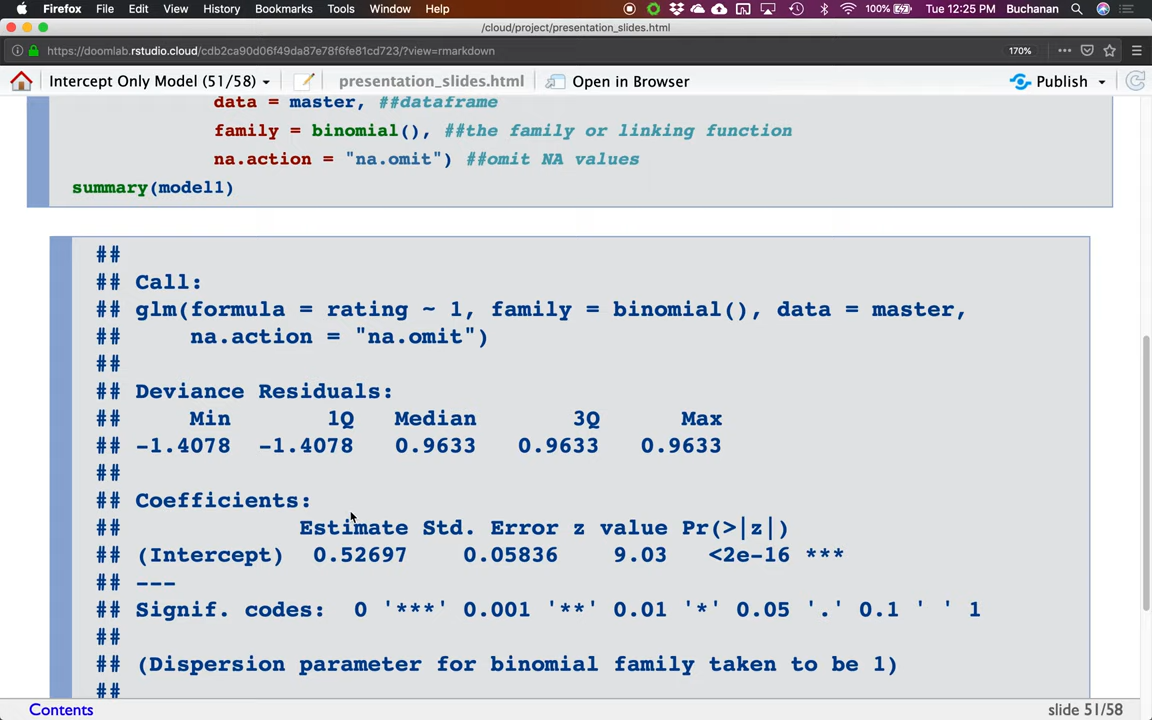 Firefox File Edit View History Bookmarks Tools Window Help 100% Tue 12:25 PM Buchanan
/cloud/project/presentation_slides.html
https://doomlab.rstudio.cloud/cdb2ca90d06f49da87e78f6fe81cd723/?view=rmarkdown 170%
Intercept Only Model (51/58) presentation_slides.html Open in Browser Publish
data = master, ##dataframe
family = binomial(), ##the family or linking function
na.action = "na.omit") ##omit NA values
summary(model1)
##
## Call:
## glm(formula = rating ~ 1, family = binomial(), data = master,
## na.action = "na.omit")
##
## Deviance Residuals:
## Min 1Q Median 3Q Max
## -1.4078 -1.4078 0.9633 0.9633 0.9633
##
## Coefficients:
## Estimate Std. Error z value Pr(>|z|)
## (Intercept) 0.52697 0.05836 9.03 <2e-16 ***
## ---
## Signif. codes: 0 '***' 0.001 '**' 0.01 '*' 0.05 '.' 0.1 ' ' 1
##
## (Dispersion parameter for binomial family taken to be 1)
##
Contents slide 51/58